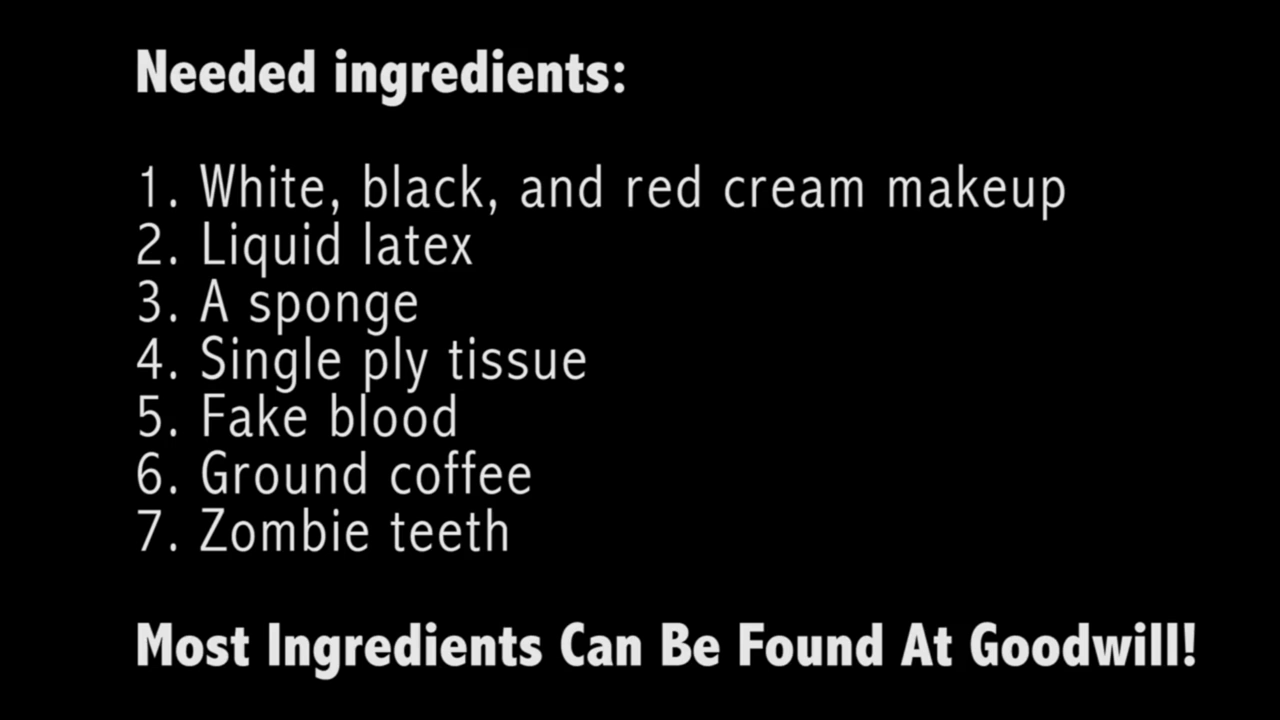 Needed ingredients:
1. White, black, and red cream makeup
2. Liquid latex
3. A sponge
4. Single ply tissue
5. Fake blood
6. Ground coffee
7. Zombie teeth
Most Ingredients Can Be Found At Goodwill!